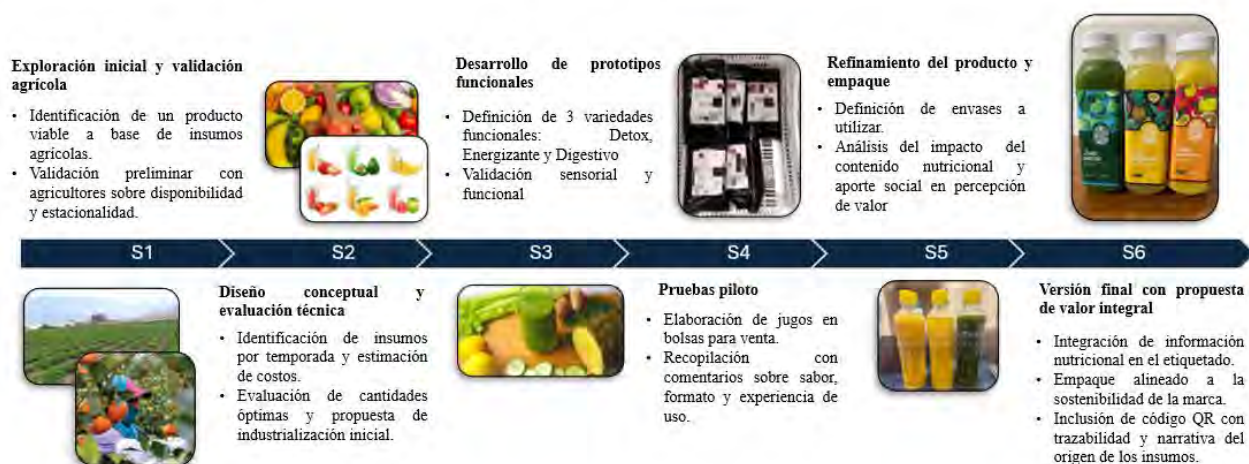 Exploración inicial y validación
agrícola
• Identificación de un producto
viable a base de insumos
agrícolas.
• Validación preliminar con
agricultores sobre disponibilidad
y estacionalidad.
Desarrollo de prototipos
funcionales
• Definición de 3 variedades
funcionales: Detox,
Energizante y Digestivo
• Validación sensorial y
funcional
Refinamiento del producto y
empaque
• Definición de envases a
utilizar.
• Análisis del impacto del
contenido nutricional y
aporte social en percepción
de valor
S1
S2
S3
S4
S5
S6
Diseño conceptual y
evaluación técnica
• Identificación de insumos
por temporada y estimación
de costos.
• Evaluación de cantidades
óptimas y propuesta de
industrialización inicial.
Pruebas piloto
• Elaboración de jugos en
bolsas para venta.
• Recopilación con
comentarios sobre sabor,
formato y experiencia de
uso.
Versión final con propuesta
de valor integral
• Integración de información
nutricional en el etiquetado.
• Empaque alineado a la
sostenibilidad de la marca.
• Inclusión de código QR con
trazabilidad y narrativa del
origen de los insumos.